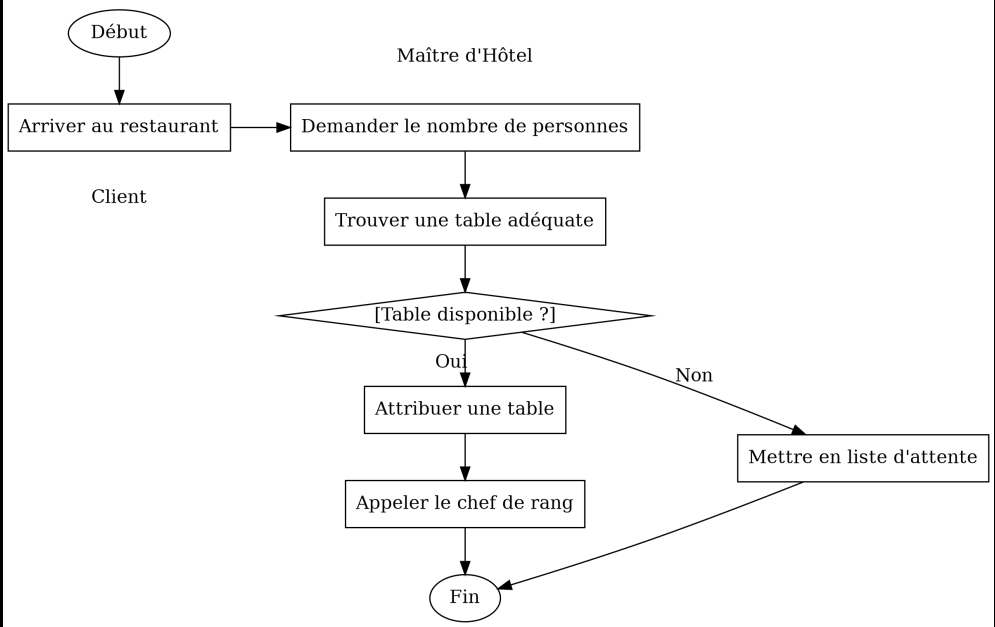 Début
Maître d'Hôtel
Arriver au restaurant
Demander le nombre de personnes
Client
Trouver une table adéquate
[Table disponible ?]
Oui
Non
Attribuer une table
Mettre en liste d'attente
Appeler le chef de rang
Fin